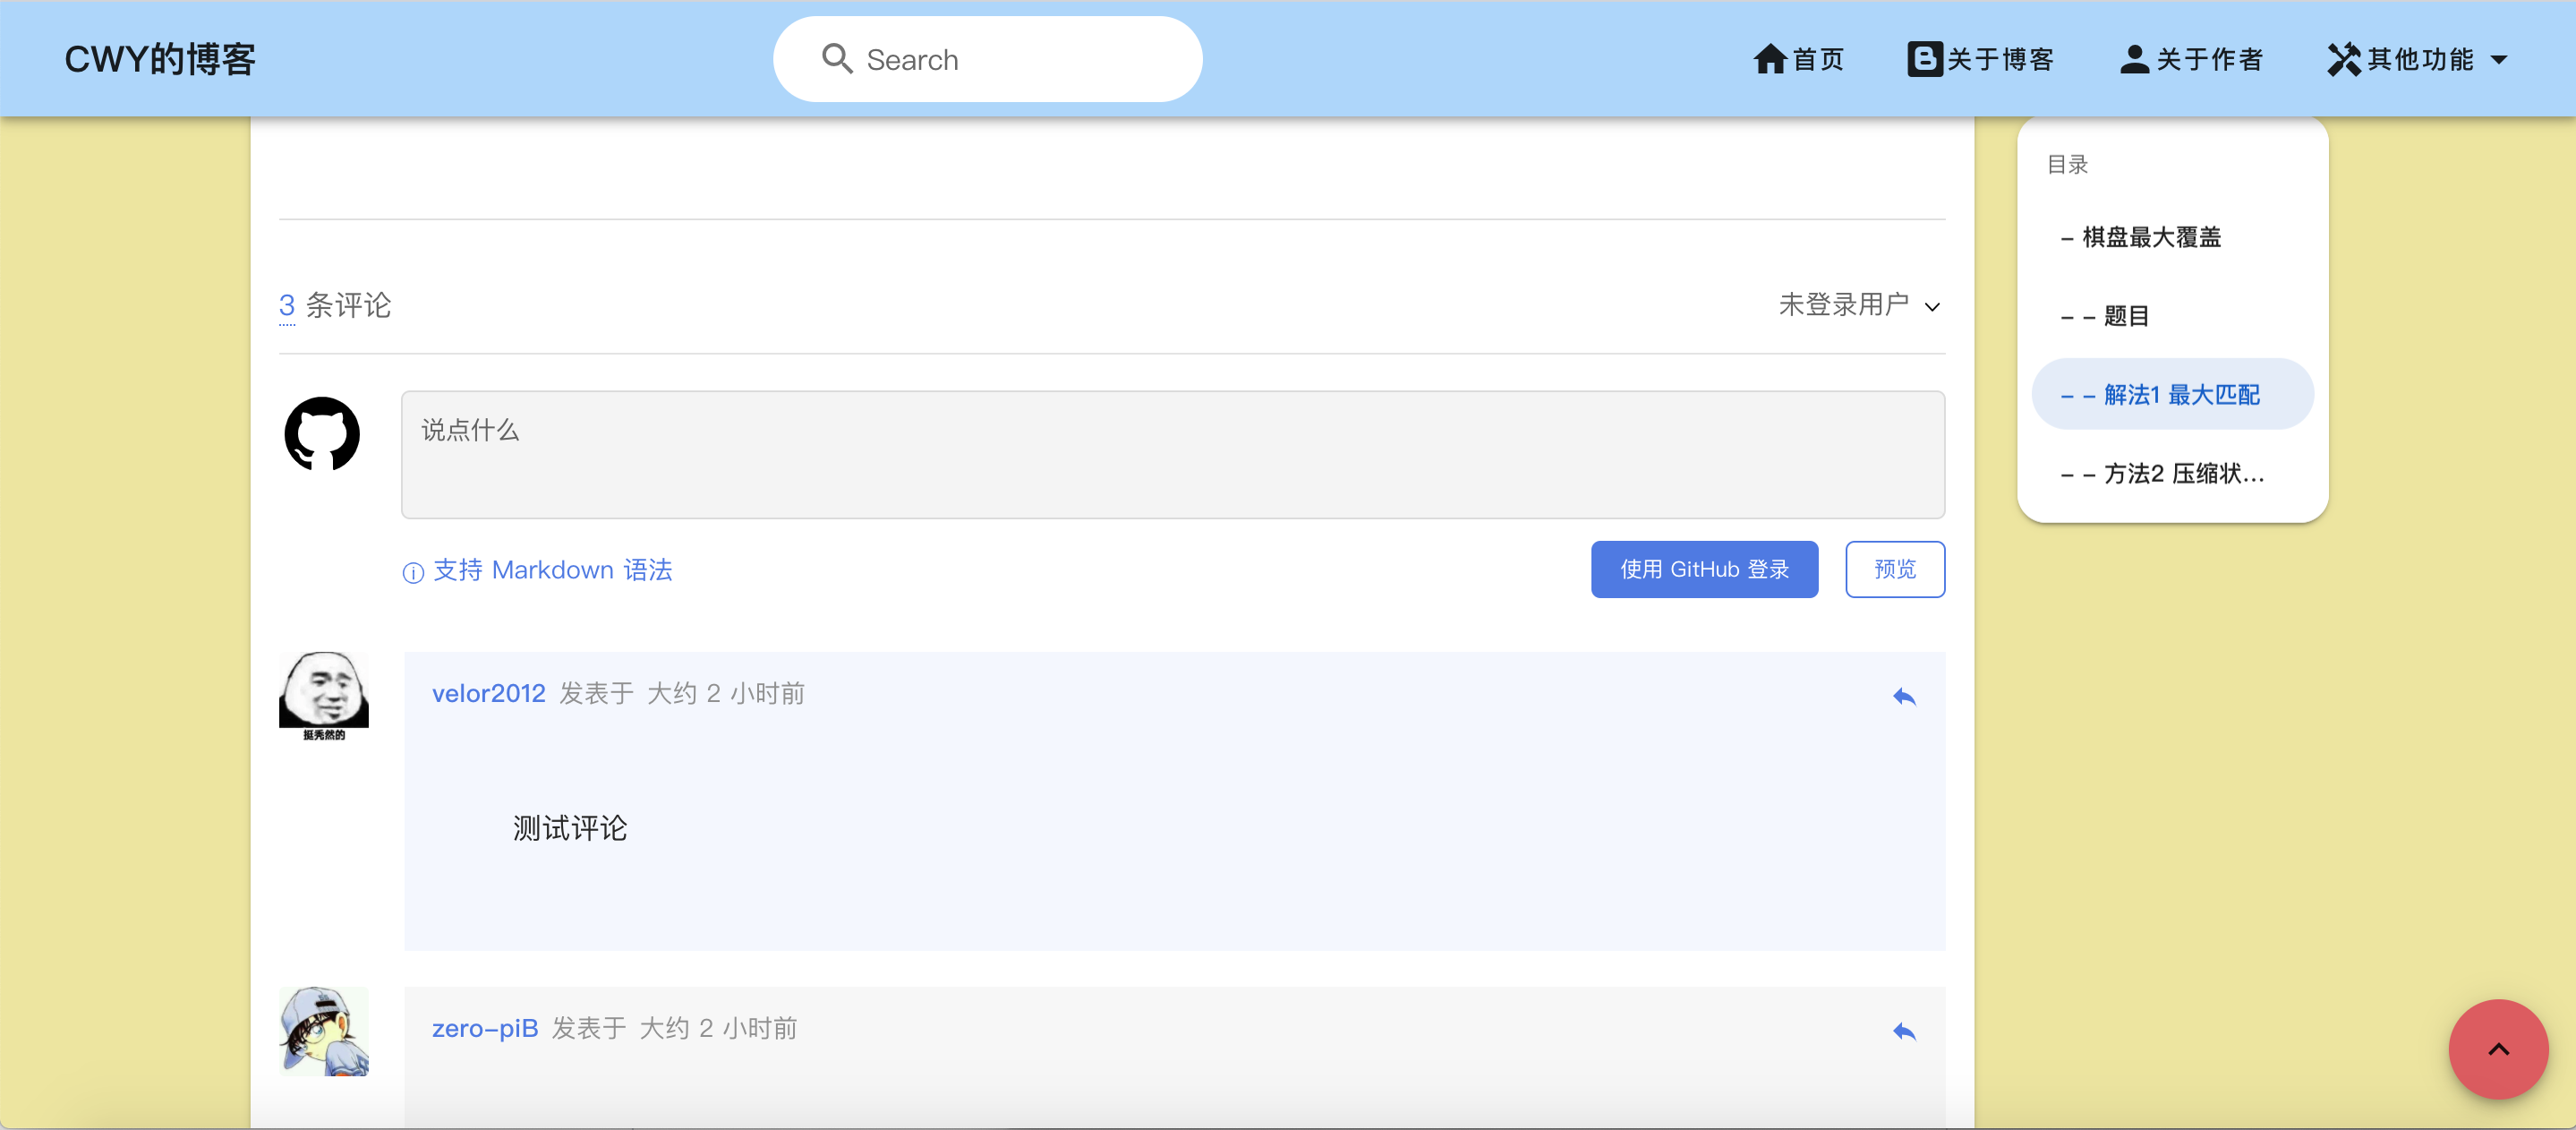 CWY的博客
Search
首页
关于博客
关于作者
其他功能
目录
- 棋盘最大覆盖
- - 题目
- - 解法1 最大匹配
- - 方法2 压缩状...
3 条评论
未登录用户
说点什么
支持 Markdown 语法
使用 GitHub 登录
预览
挺秃然的
velor2012 发表于 大约 2 小时前
测试评论
zero-piB 发表于 大约 2 小时前